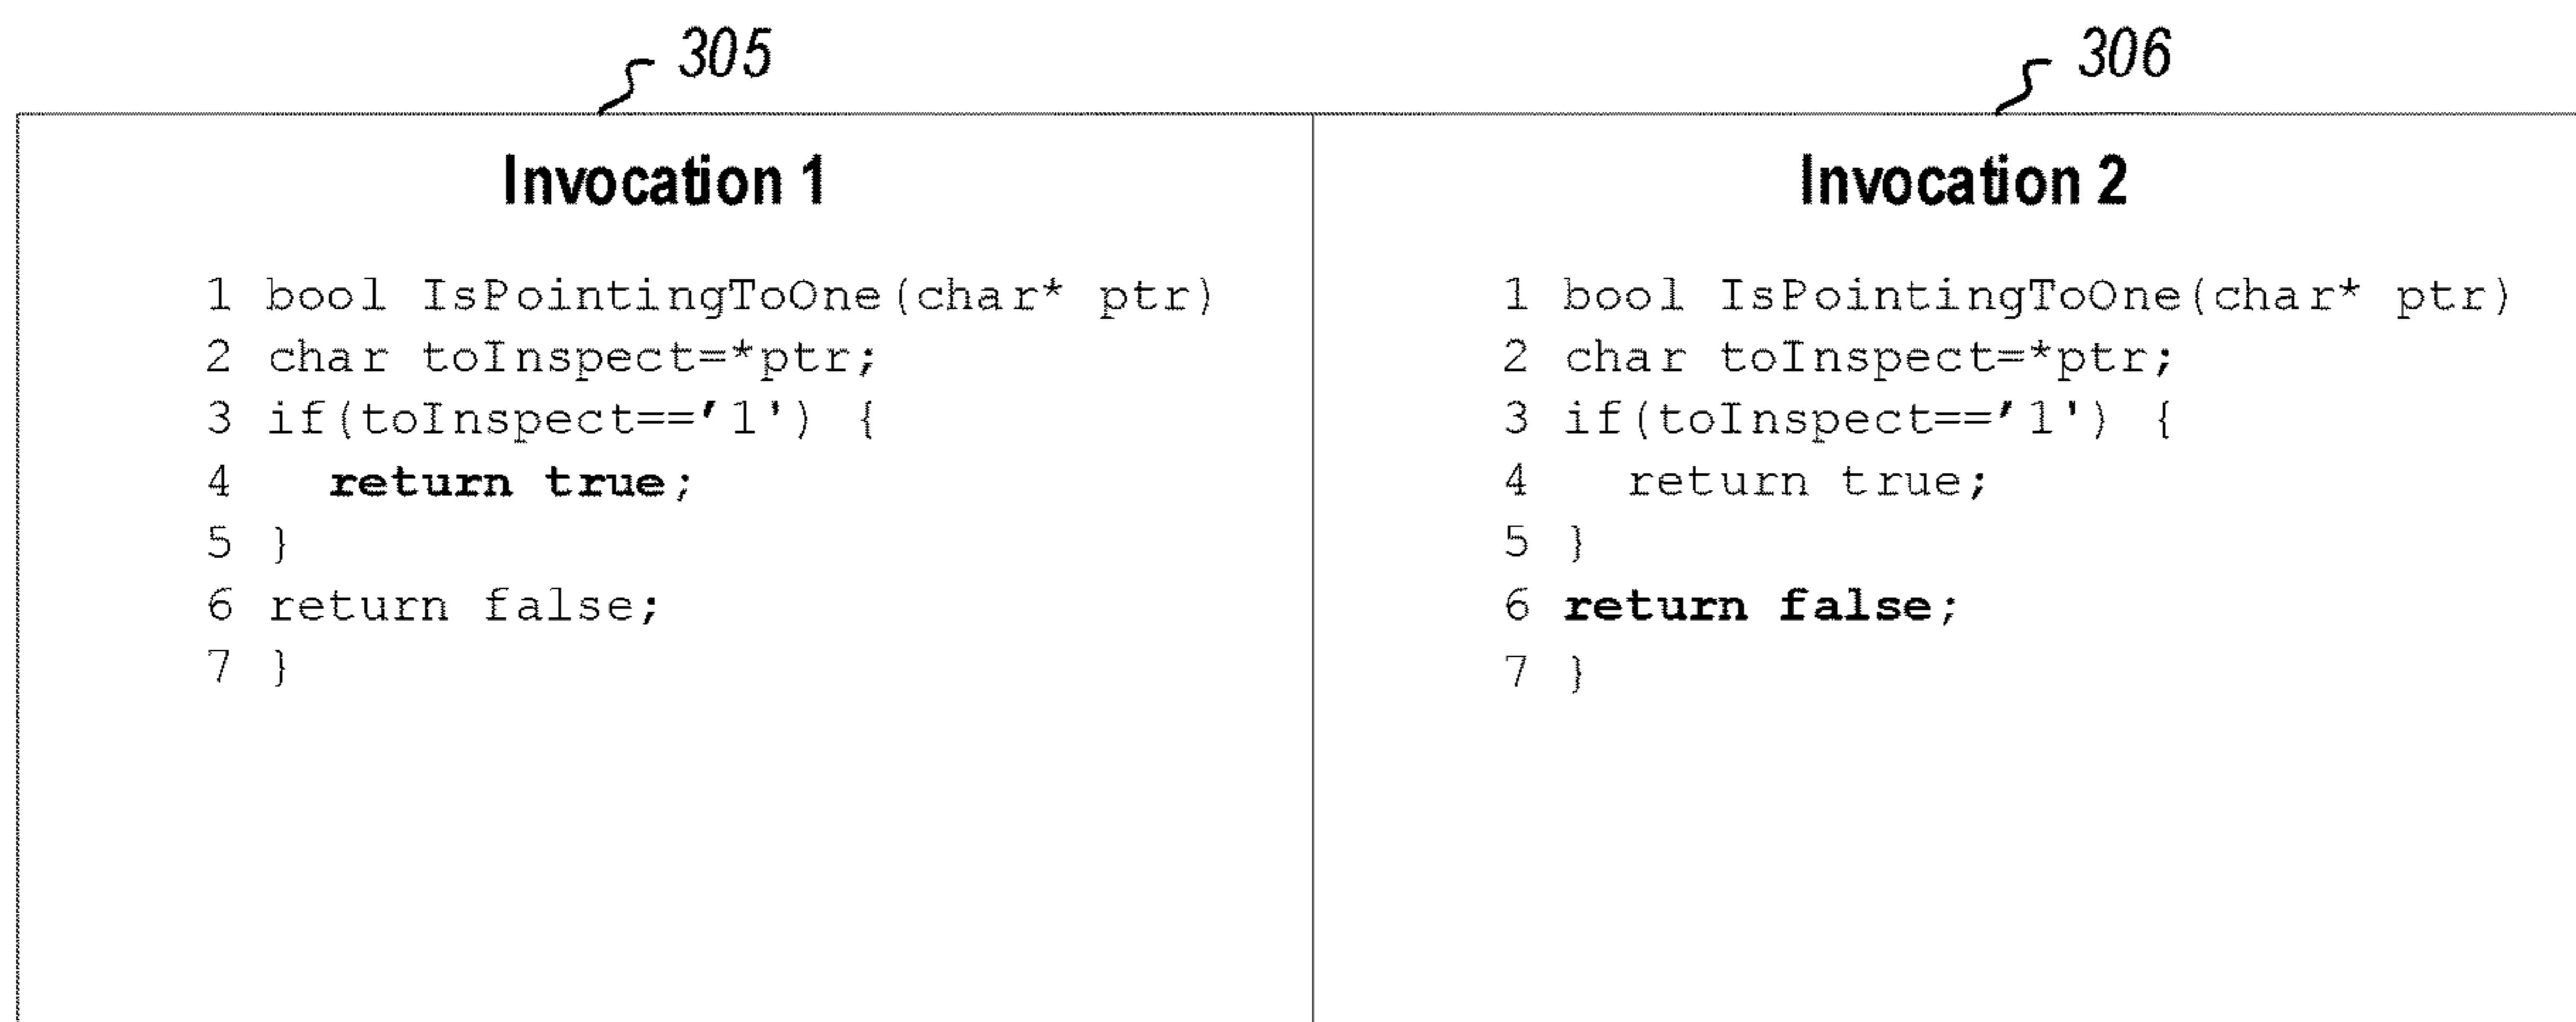 305
Invocation 1
1 bool IsPointingToOne(char* ptr)
2 char toInspect=*ptr;
3 if(toInspect=='1') {
4   return true;
5 }
6 return false;
7 }
306
Invocation 2
1 bool IsPointingToOne(char* ptr)
2 char toInspect=*ptr;
3 if(toInspect=='1') {
4   return true;
5 }
6 return false;
7 }